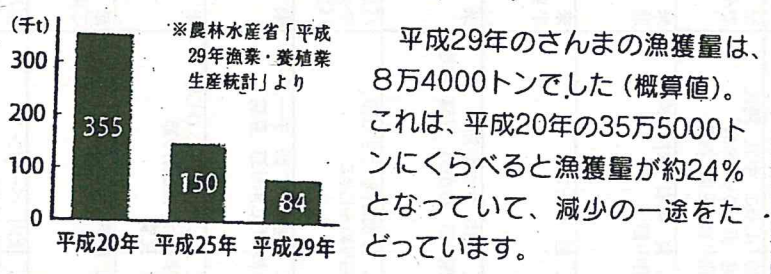 (千t)
※農林水産省「平成
29年漁業・養殖業
生産統計」より
300
200
100
0
355
150
84
平成20年
平成25年
平成29年
平成29年のさんまの漁獲量は、
8万4000トンでした(概算値)。
これは、平成20年の35万5000ト
ンにくらべると漁獲量が約24%
となっていて、減少の一途をた
どっています。